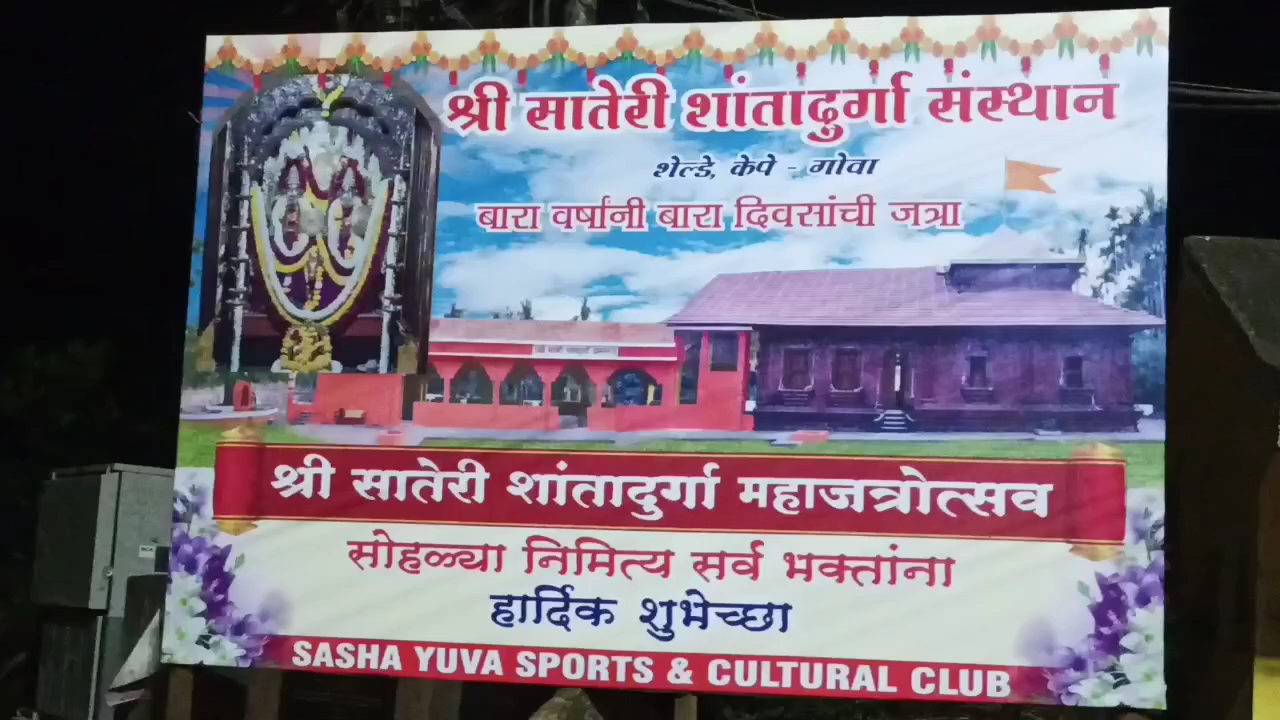 श्री सातेरी शांतादुर्गा संस्थान
शेल्डे, केपे - गोवा
बारा वर्षांनी बारा दिवसांची जत्रा
श्री सातेरी शांतादुर्गा महाजत्रोत्सव
सोहळ्या निमित्य सर्व भक्तांना
हार्दिक शुभेच्छा
SASHA YUVA SPORTS & CULTURAL CLUB